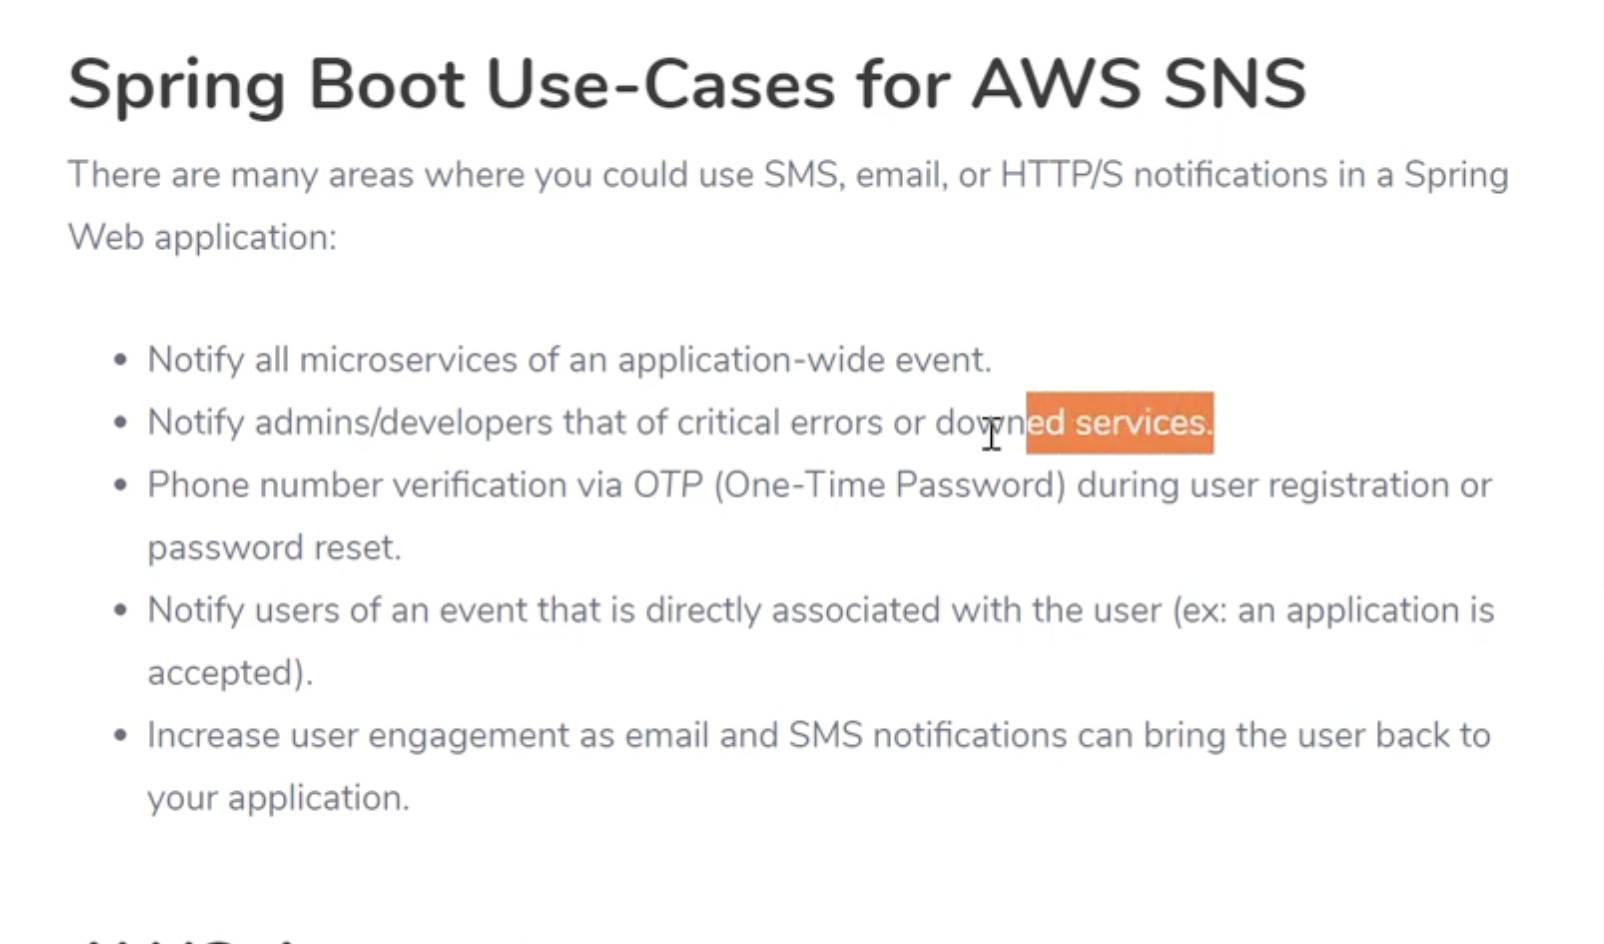 Spring Boot Use-Cases for AWS SNS
There are many areas where you could use SMS, email, or HTTP/S notifications in a Spring
Web application:
• Notify all microservices of an application-wide event.
• Notify admins/developers that of critical errors or downed services.
• Phone number verification via OTP (One-Time Password) during user registration or
password reset.
• Notify users of an event that is directly associated with the user (ex: an application is
accepted).
• Increase user engagement as email and SMS notifications can bring the user back to
your application.